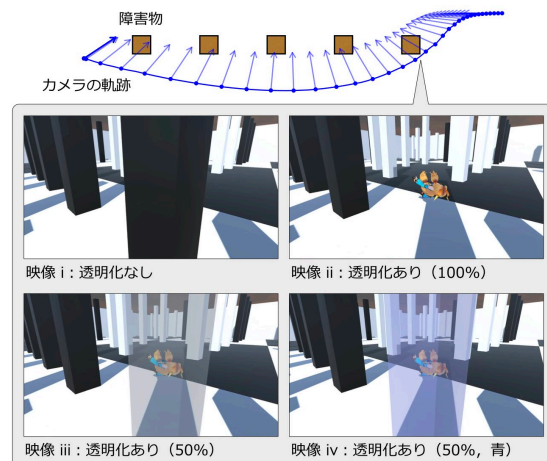 障害物
カメラの軌跡
映像 i：透明化なし
映像 ii：透明化あり（100%）
映像 iii：透明化あり（50%）
映像 iv：透明化あり（50%，青）